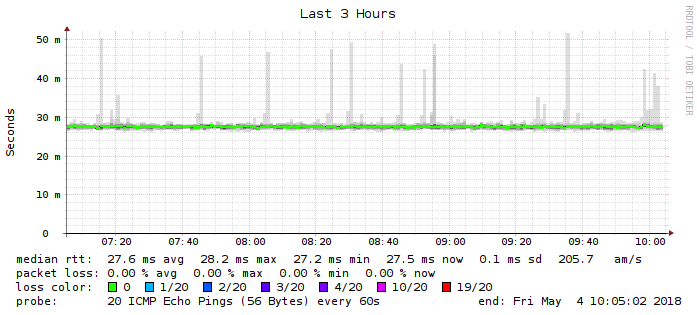 Last 3 Hours
RRDTOOL / TOBI OETIKER
Seconds
50 m
40 m
30 m
20 m
10 m
0
07:20 07:40 08:00 08:20 08:40 09:00 09:20 09:40 10:00
median rtt: 27.6 ms avg 28.2 ms max 27.2 ms min 27.5 ms now 0.1 ms sd 205.7 am/s
packet loss: 0.00 % avg 0.00 % max 0.00 % min 0.00 % now
loss color: 0 1/20 2/20 3/20 4/20 10/20 19/20
probe: 20 ICMP Echo Pings (56 Bytes) every 60s end: Fri May 4 10:05:02 2018